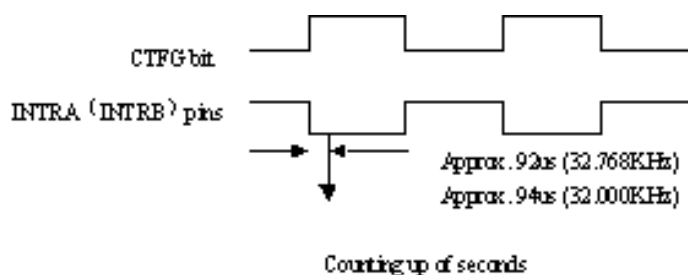 CTFG bit
INTRA (INTRB) pins
Approx. 92us (32.768KHz)
Approx. 94us (32.000KHz)
Counting up of seconds